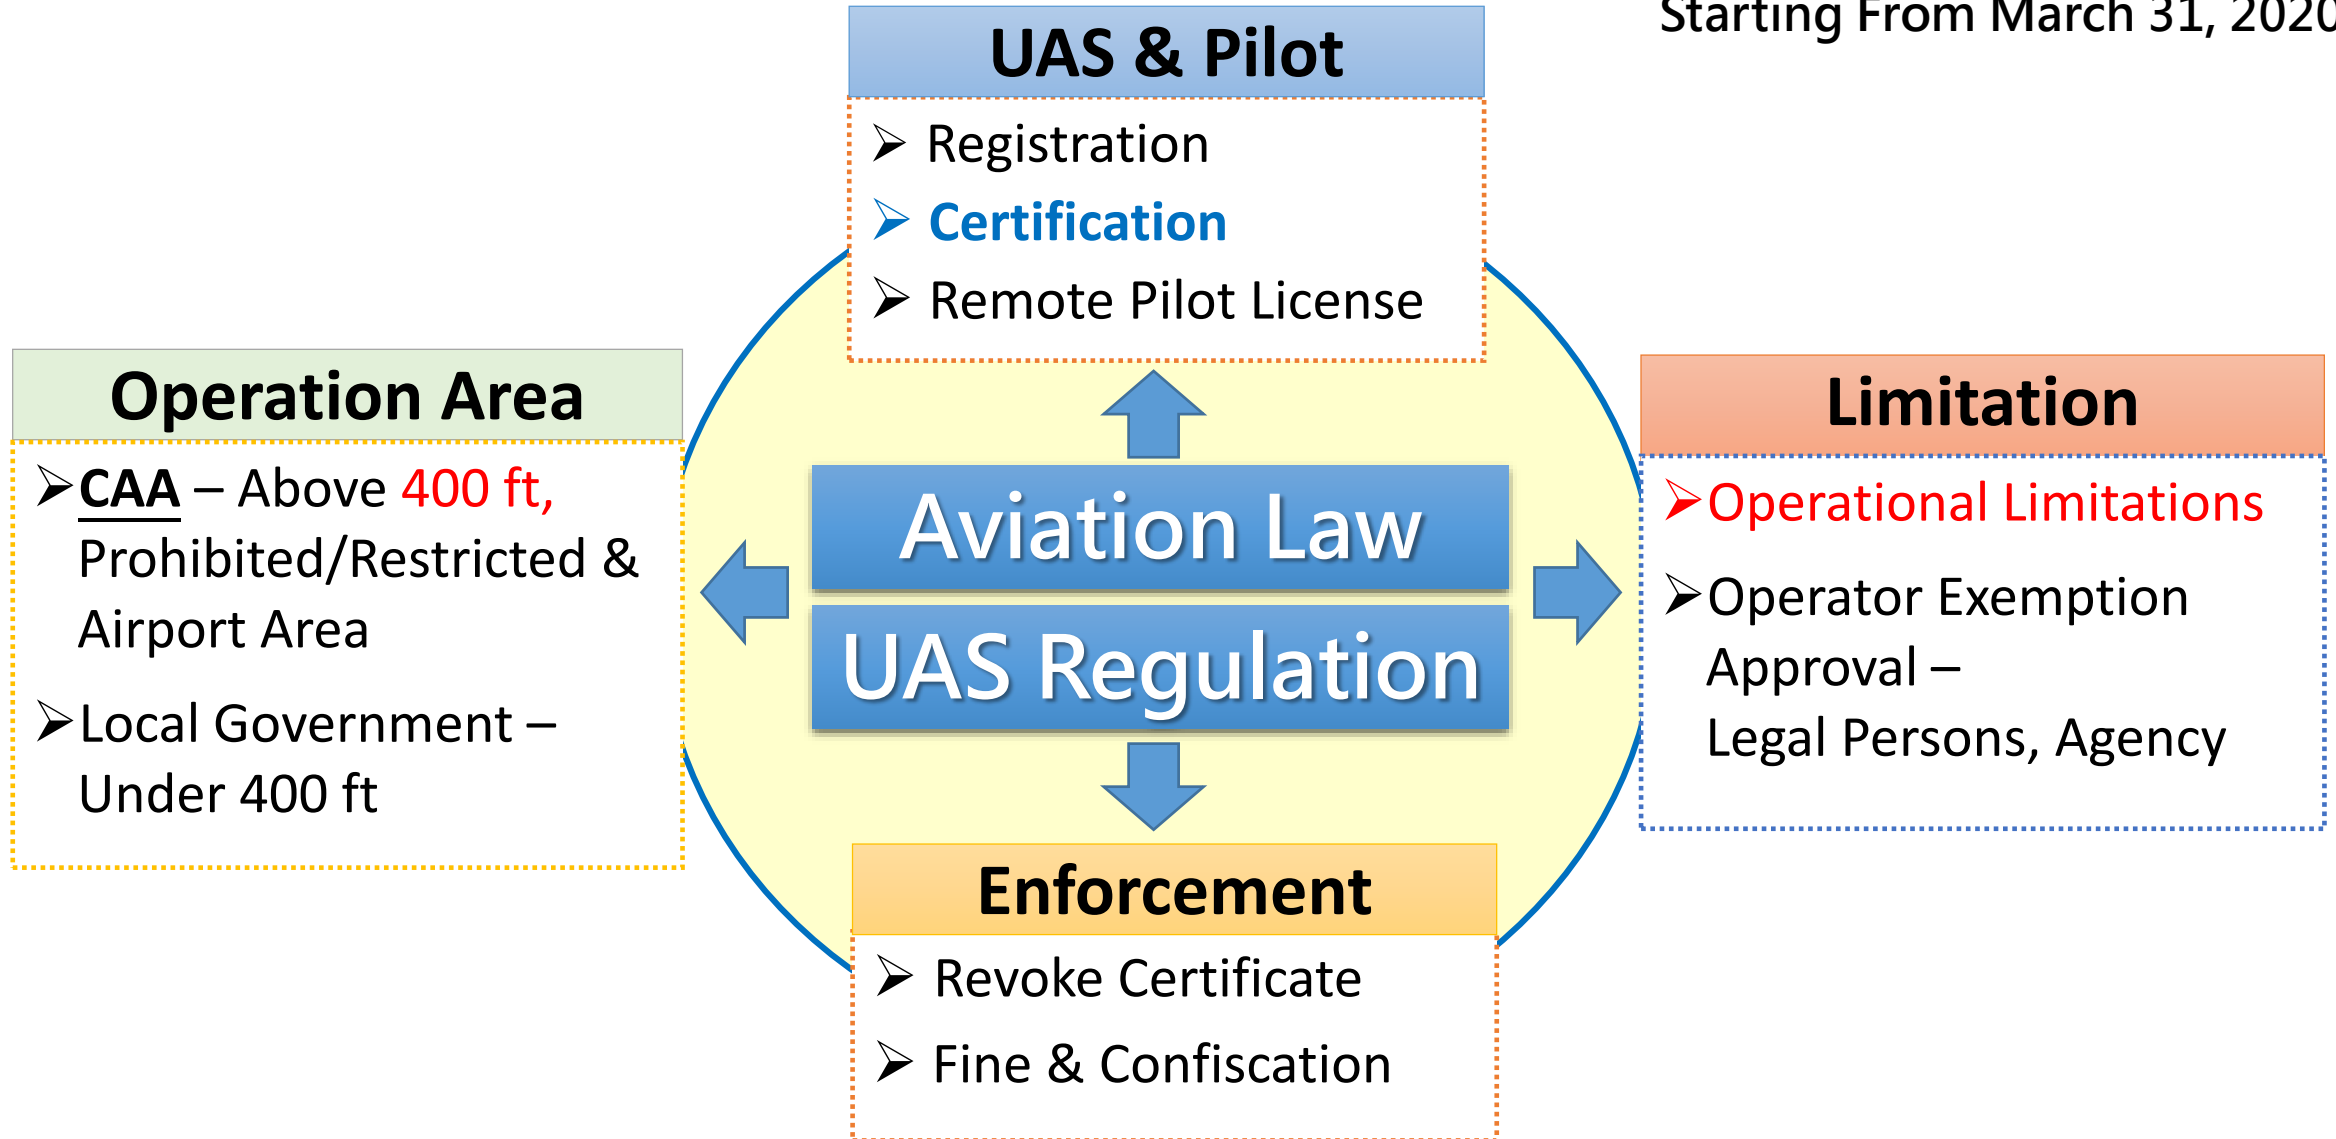 Starting From March 31, 2020
UAS & Pilot
➢ Registration
➢ Certification
➢ Remote Pilot License
Operation Area
➢CAA – Above 400 ft,
Prohibited/Restricted &
Airport Area
➢Local Government –
Under 400 ft
Aviation Law
UAS Regulation
Limitation
➢Operational Limitations
➢Operator Exemption
Approval –
Legal Persons, Agency
Enforcement
➢ Revoke Certificate
➢ Fine & Confiscation